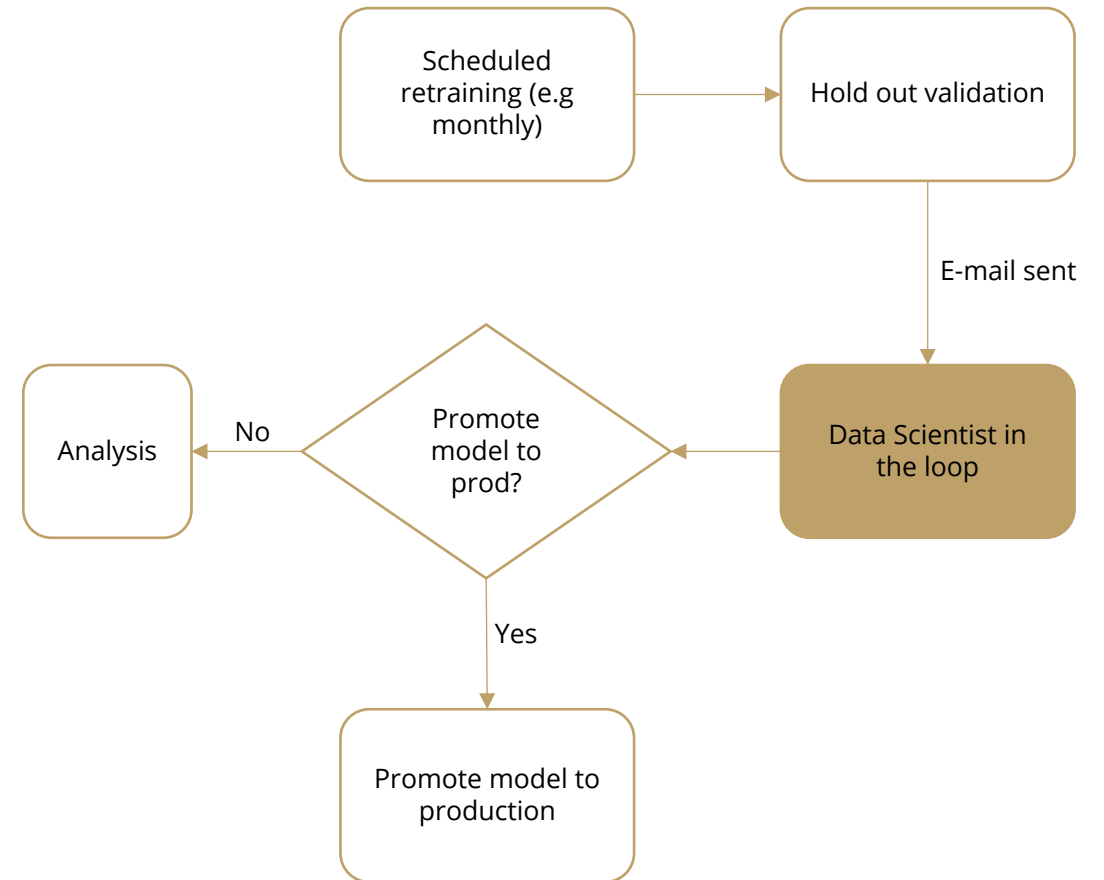 Scheduled
retraining (e.g
monthly)
Hold out validation
E-mail sent
Data Scientist in
the loop
Promote
model to
prod?
No
Analysis
Yes
Promote model to
production